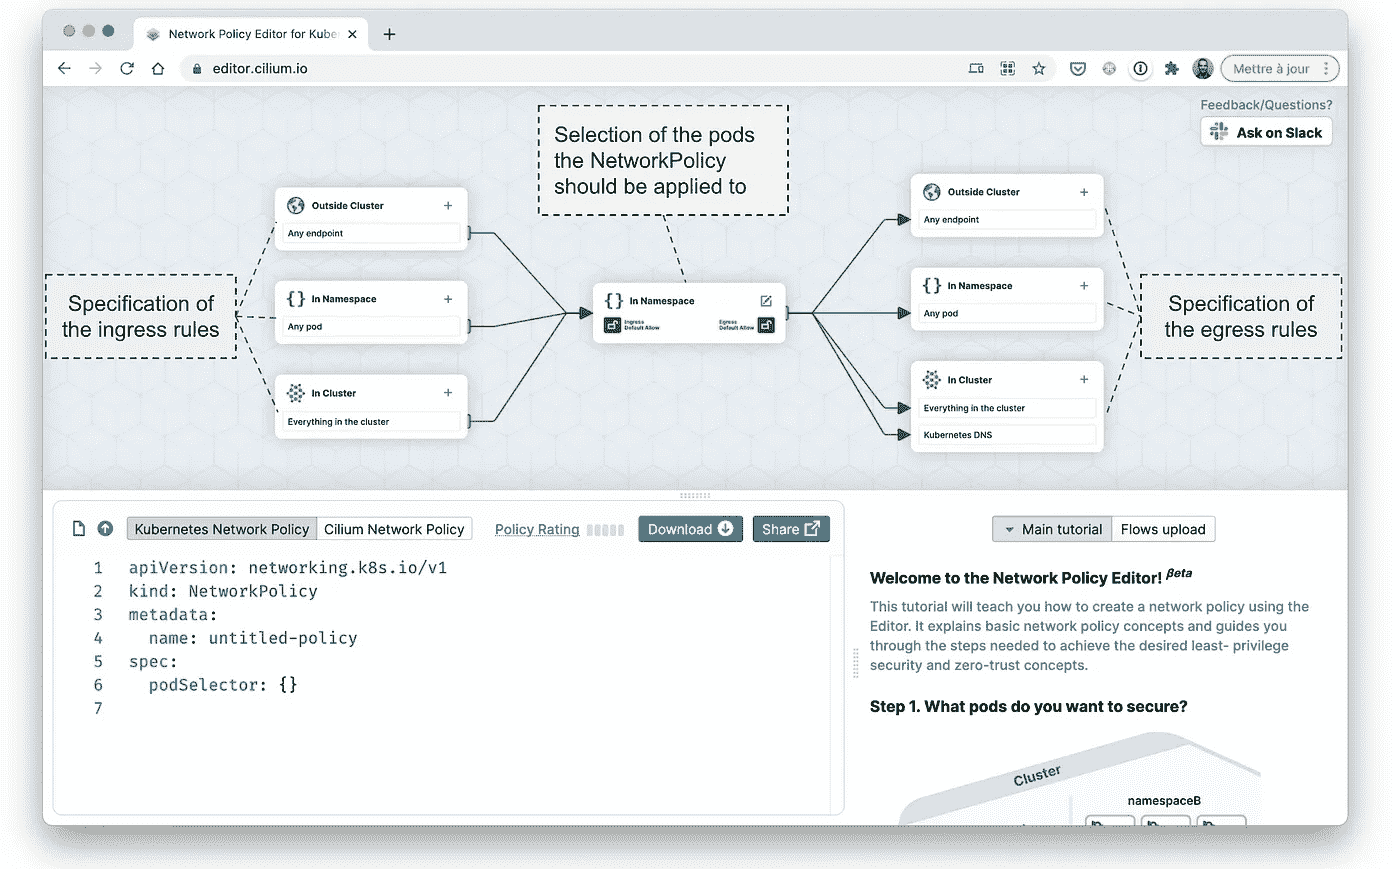 Network Policy Editor for Kube
editor.cilium.io
Mettre à jour
Feedback/Questions?
Ask on Slack
Selection of the pods
the NetworkPolicy
should be applied to
Outside Cluster
Any endpoint
In Namespace
Any pod
In Cluster
Everything in the cluster
Specification of
the ingress rules
In Namespace
Ingress
Default Allow
Egress
Default Allow
Outside Cluster
Any endpoint
In Namespace
Any pod
In Cluster
Everything in the cluster
Kubernetes DNS
Specification of
the egress rules
Kubernetes Network Policy
Cilium Network Policy
Policy Rating
Download
Share
1 apiVersion: networking.k8s.io/v1
2 kind: NetworkPolicy
3 metadata:
4 name: untitled-policy
5 spec:
6 podSelector: {}
7
Main tutorial
Flows upload
Welcome to the Network Policy Editor! βeta
This tutorial will teach you how to create a network policy using the
Editor. It explains basic network policy concepts and guides you
through the steps needed to achieve the desired least- privilege
security and zero-trust concepts.
Step 1. What pods do you want to secure?
Cluster
namespaceB